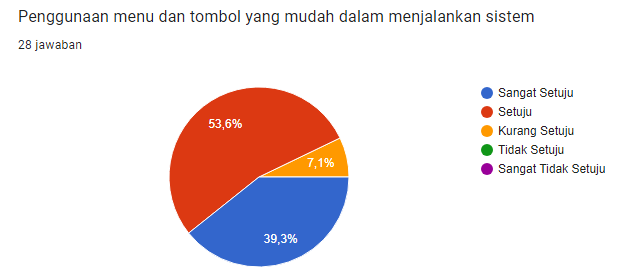 Penggunaan menu dan tombol yang mudah dalam menjalankan sistem
28 jawaban
53,6%
7,1%
39,3%
Sangat Setuju
Setuju
Kurang Setuju
Tidak Setuju
Sangat Tidak Setuju